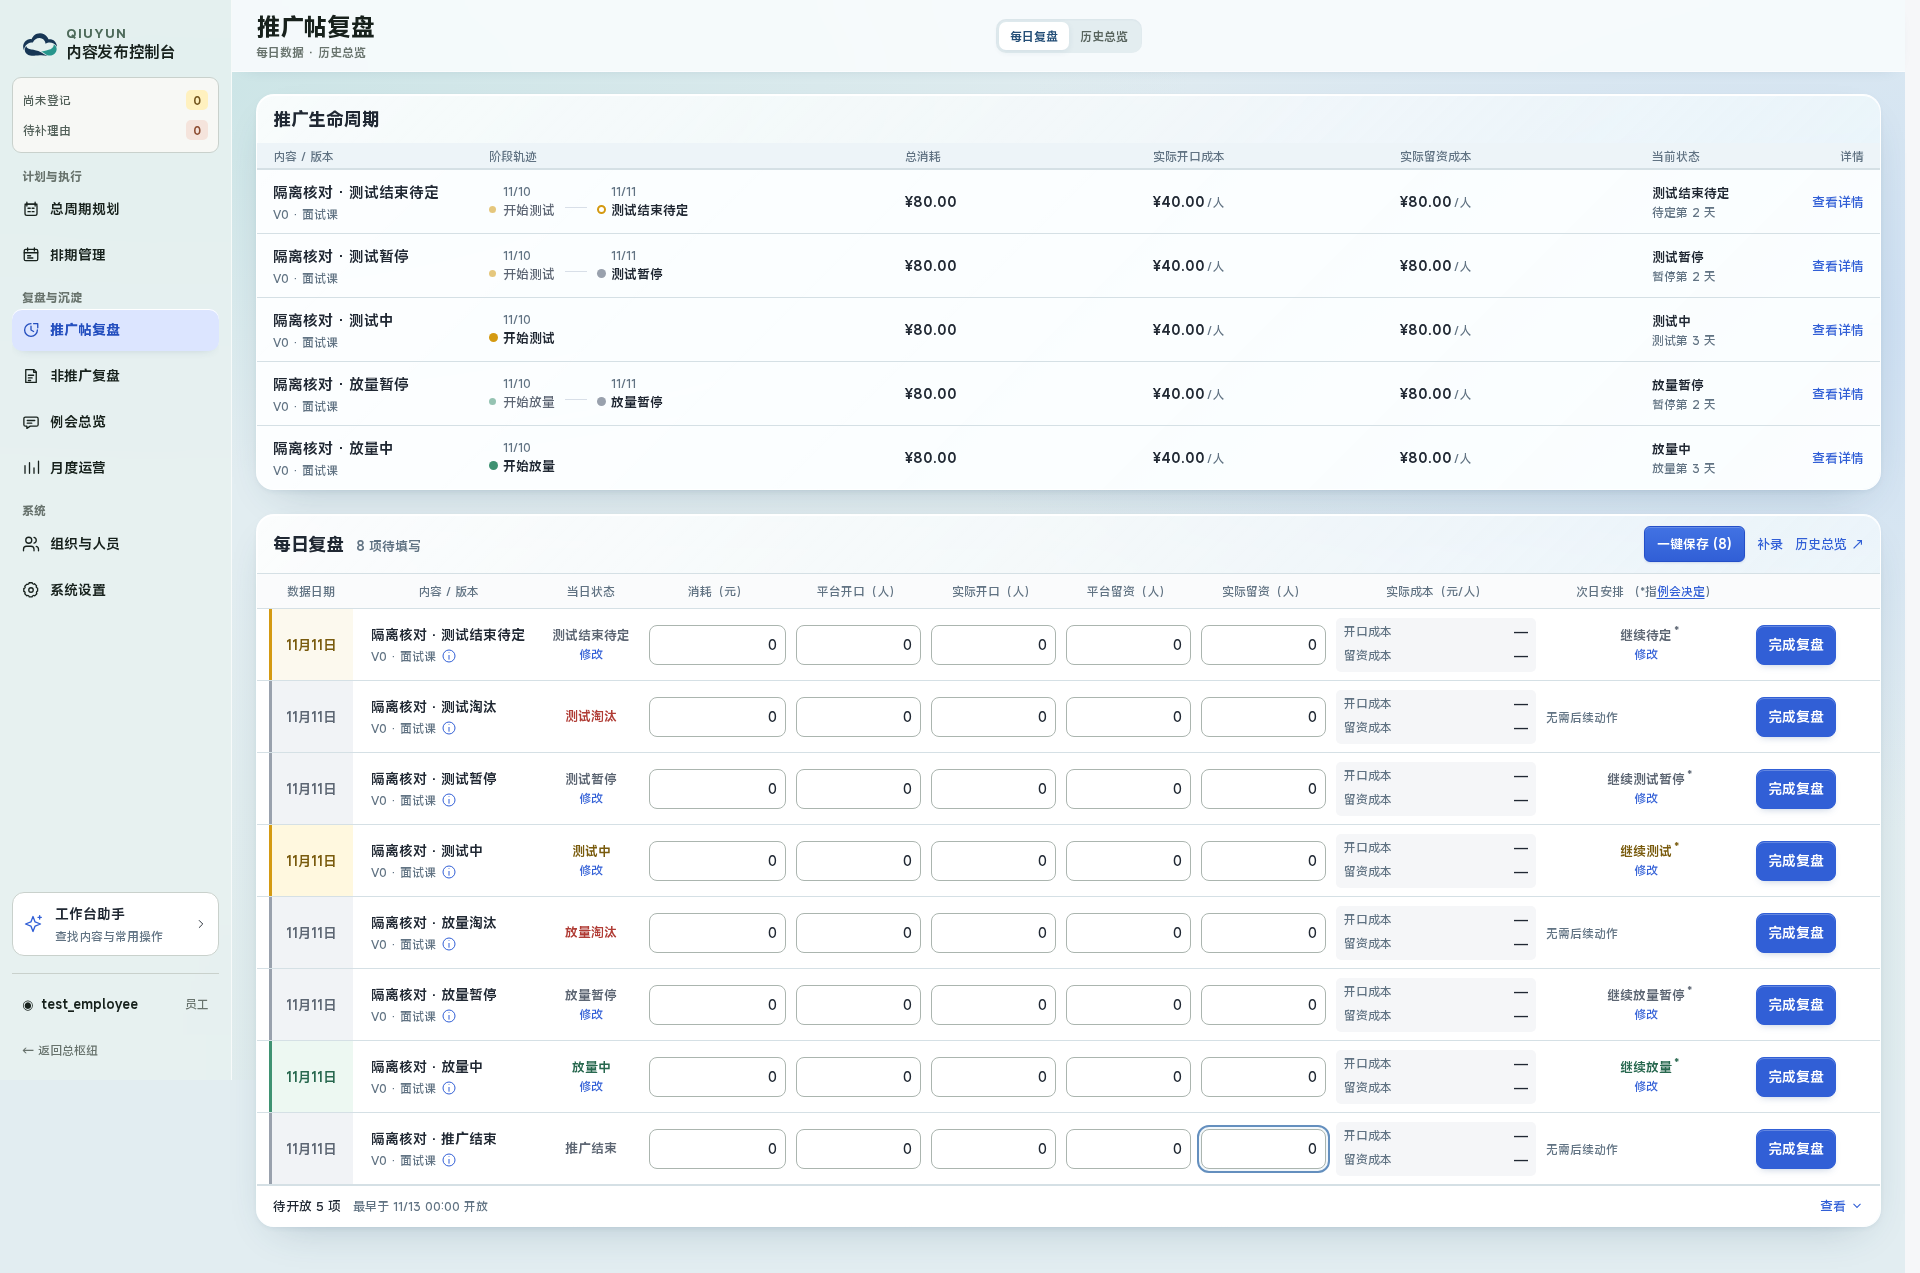 QIUYUN
内容发布控制台
尚未登记 0
待补理由 0
计划与执行
总周期规划
排期管理
复盘与沉淀
推广帖复盘
非推广复盘
例会总览
月度运营
系统
组织与人员
系统设置
工作台助手
查找内容与常用操作
test_employee 员工
← 返回总枢纽
推广帖复盘
每日数据 · 历史总览
每日复盘 历史总览
推广生命周期
内容 / 版本 阶段轨迹 总消耗 实际开口成本 实际留资成本 当前状态 详情
隔离核对 · 测试结束待定
V0 · 面试课
11/10 11/11
开始测试 测试结束待定
¥80.00 ¥40.00 /人 ¥80.00 /人
测试结束待定
待定第 2 天
查看详情
隔离核对 · 测试暂停
V0 · 面试课
11/10 11/11
开始测试 测试暂停
¥80.00 ¥40.00 /人 ¥80.00 /人
测试暂停
暂停第 2 天
查看详情
隔离核对 · 测试中
V0 · 面试课
11/10
开始测试
¥80.00 ¥40.00 /人 ¥80.00 /人
测试中
测试第 3 天
查看详情
隔离核对 · 放量暂停
V0 · 面试课
11/10 11/11
开始放量 放量暂停
¥80.00 ¥40.00 /人 ¥80.00 /人
放量暂停
暂停第 2 天
查看详情
隔离核对 · 放量中
V0 · 面试课
11/10
开始放量
¥80.00 ¥40.00 /人 ¥80.00 /人
放量中
放量第 3 天
查看详情
每日复盘 8 项待填写
一键保存 (8) 补录 历史总览 ↗
数据日期 内容 / 版本 当日状态 消耗（元） 平台开口（人） 实际开口（人） 平台留资（人） 实际留资（人） 实际成本（元/人） 次日安排 （*指例会决定）
11月11日
隔离核对 · 测试结束待定
V0 · 面试课
测试结束待定
修改
0 0 0 0 0
开口成本 —
留资成本 —
继续待定 *
修改
完成复盘
11月11日
隔离核对 · 测试淘汰
V0 · 面试课
测试淘汰
0 0 0 0 0
开口成本 —
留资成本 —
无需后续动作
完成复盘
11月11日
隔离核对 · 测试暂停
V0 · 面试课
测试暂停
修改
0 0 0 0 0
开口成本 —
留资成本 —
继续测试暂停 *
修改
完成复盘
11月11日
隔离核对 · 测试中
V0 · 面试课
测试中
修改
0 0 0 0 0
开口成本 —
留资成本 —
继续测试 *
修改
完成复盘
11月11日
隔离核对 · 放量淘汰
V0 · 面试课
放量淘汰
0 0 0 0 0
开口成本 —
留资成本 —
无需后续动作
完成复盘
11月11日
隔离核对 · 放量暂停
V0 · 面试课
放量暂停
修改
0 0 0 0 0
开口成本 —
留资成本 —
继续放量暂停 *
修改
完成复盘
11月11日
隔离核对 · 放量中
V0 · 面试课
放量中
修改
0 0 0 0 0
开口成本 —
留资成本 —
继续放量 *
修改
完成复盘
11月11日
隔离核对 · 推广结束
V0 · 面试课
推广结束
0 0 0 0 0
开口成本 —
留资成本 —
无需后续动作
完成复盘
待开放 5 项 最早于 11/13 00:00 开放
查看